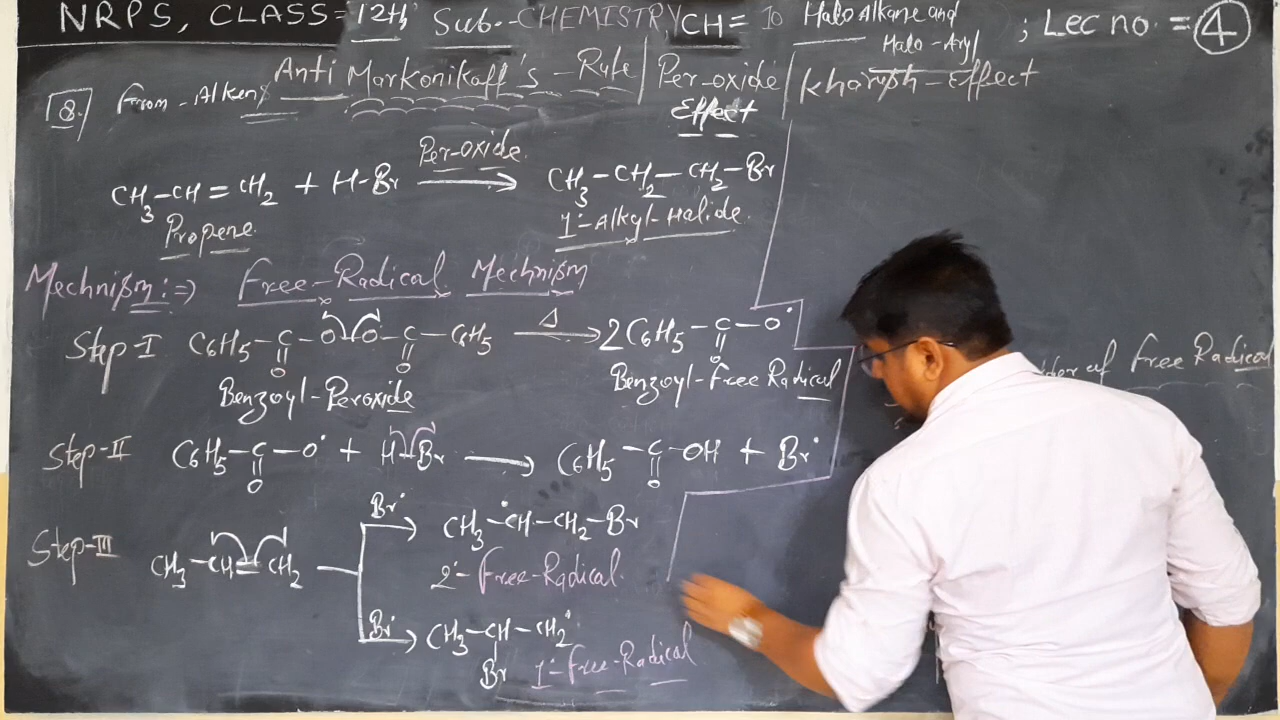 NRPS, CLASS=12th Sub.-CHEMISTRY, CH=10 Halo Alkane and Halo-Aryl ; Lec no. = 4
8. From-Alken Anti Markonikoff's-Rule / Per-oxide Effect / Kharsph-Effect
CH3-CH=CH2 + H-Br Per-oxide → CH3-CH2-CH2-Br
Propene 1°-Alkyl-Halide.
Mechnism:⇒ Free-Radical Mechnism
Step-I C6H5-C-O-O-C-C6H5 Δ → 2C6H5-C-O•
O O O
Benzoyl-Peroxide Benzoyl-Free Radical
Step-II C6H5-C-O• + H-Br → C6H5-C-OH + Br•
O O
Step-III CH3-CH=CH2 Br• → CH3-•CH-CH2-Br
2°-Free-Radical.
Br• → CH3-CH-CH2•
Br 1°-Free-Radical
of Free Radical